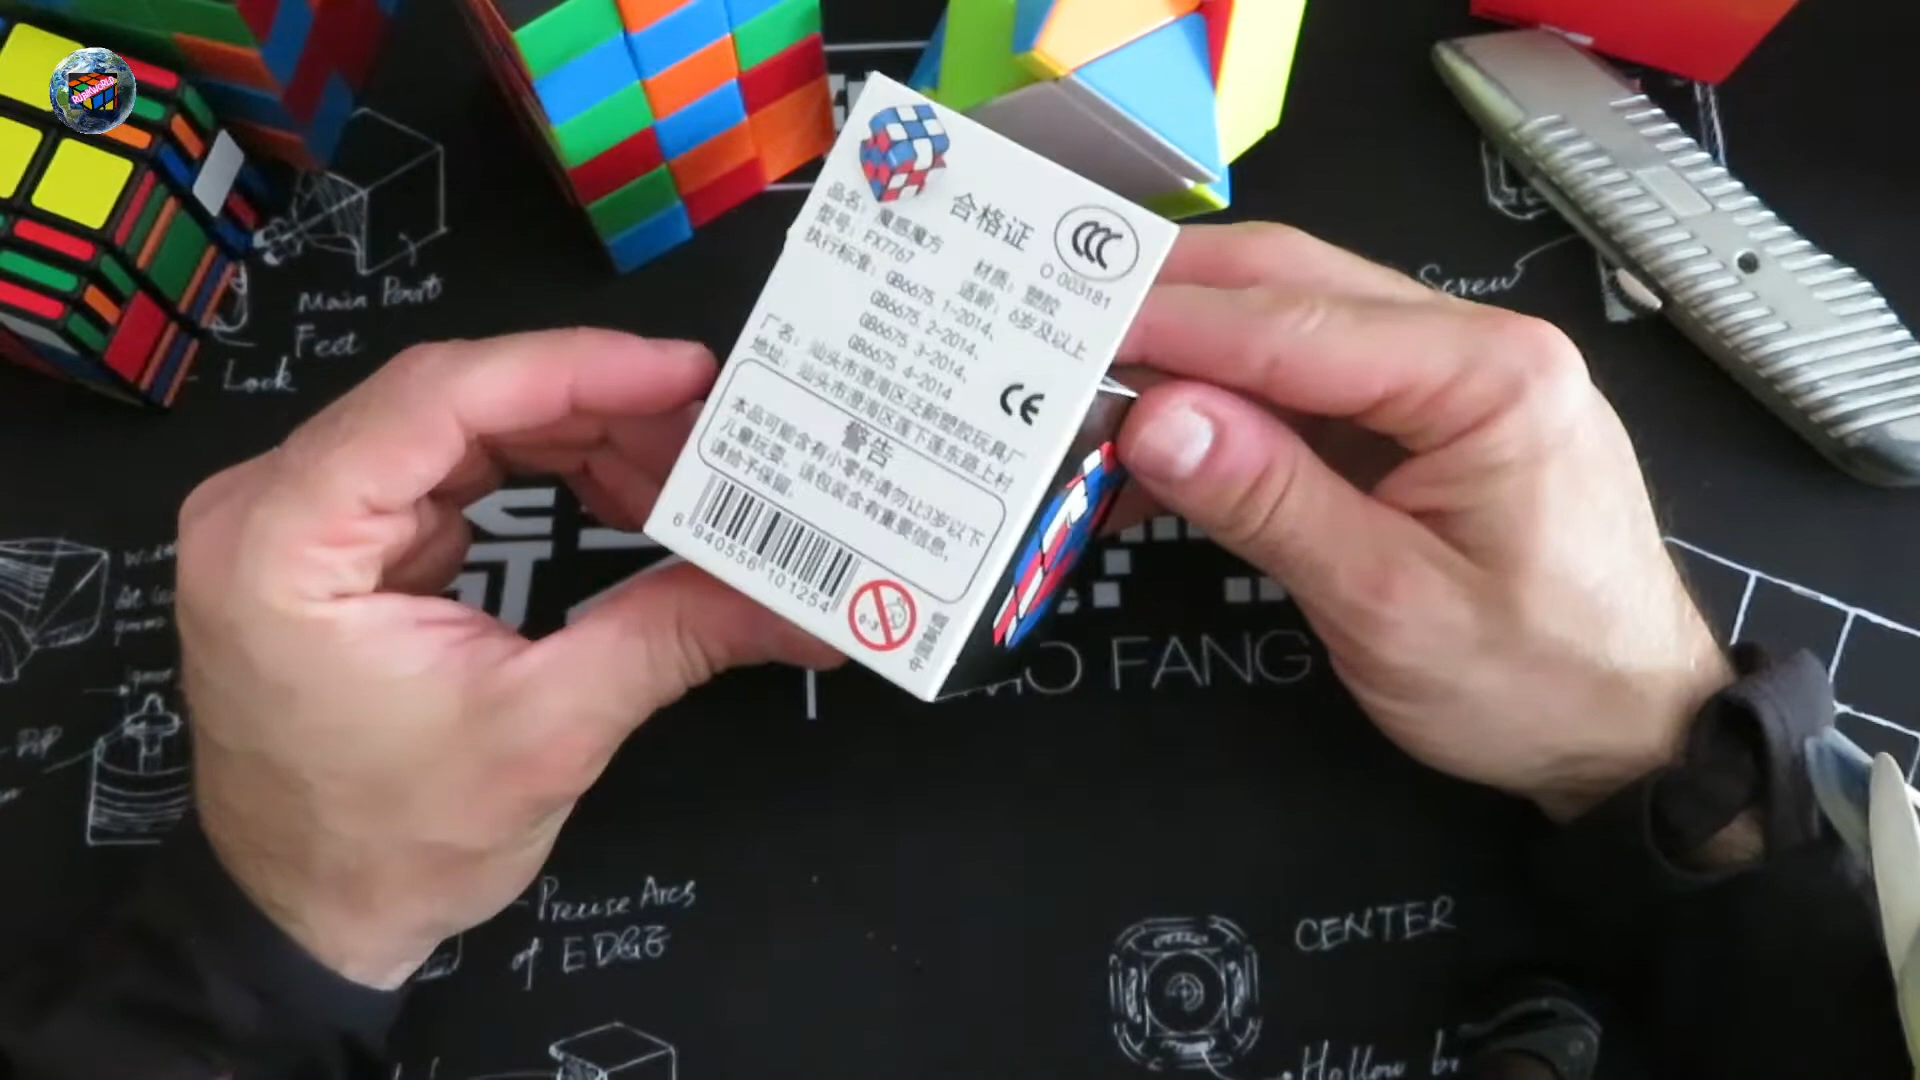 RUBIKWORLD
合格证
CCC
O 003181
品名：魔感魔方
型号：FX7767
材质：塑胶
适龄：6岁及以上
执行标准：GB6675.1-2014、
GB6675.2-2014、
GB6675.3-2014、
GB6675.4-2014
CE
厂名：汕头市澄海区泛新塑胶玩具厂
地址：汕头市澄海区莲下莲东路上村
警告
本品可能含有小零件请勿让3岁以下
儿童玩耍。该包装含有重要信息，
请给予保留。
6 940556 101254
0-3
中国制造
Main Point
Feet
Lock
Screw
MO FANG
Precise Arcs
of EDGE
CENTER
Hollow